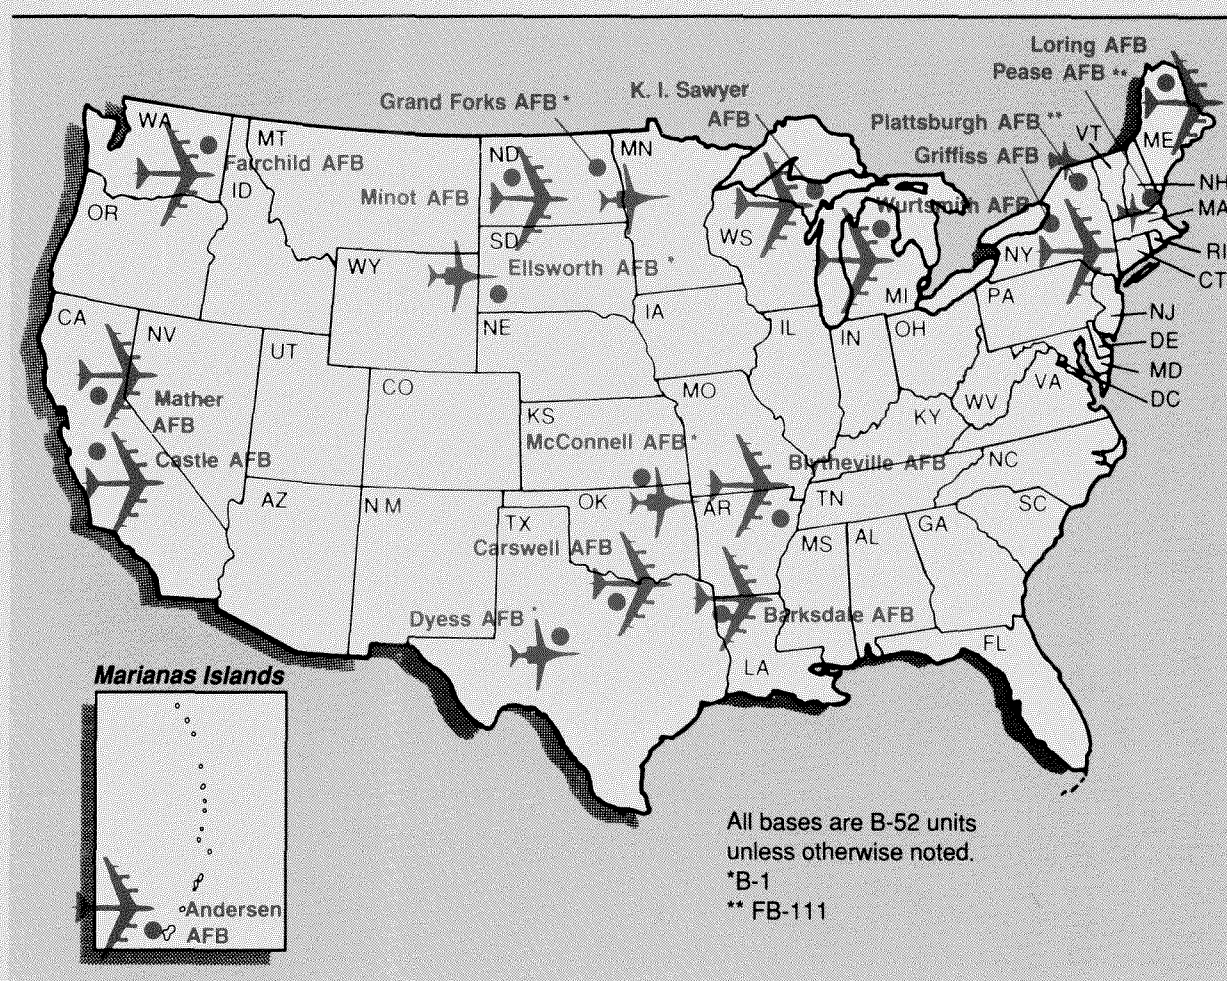 Loring AFB
Pease AFB **
K. I. Sawyer
AFB
Grand Forks AFB *
Plattsburgh AFB **
Griffiss AFB
Wurtsmith AFB
WA
Fairchild AFB
MT
ID
Minot AFB
ND
MN
VT
ME
NH
MA
RI
CT
OR
WY
SD
Ellsworth AFB *
WS
MI
NY
PA
NJ
DE
MD
DC
CA
NV
UT
CO
NE
IA
IL
IN
OH
WV
VA
KY
MO
KS
McConnell AFB *
Mather
AFB
Castle AFB
Blytheville AFB
AZ
NM
OK
TX
AR
TN
NC
SC
MS
AL
GA
Carswell AFB
Dyess AFB *
Barksdale AFB
LA
FL
Marianas Islands
Andersen
AFB
All bases are B-52 units
unless otherwise noted.
*B-1
** FB-111